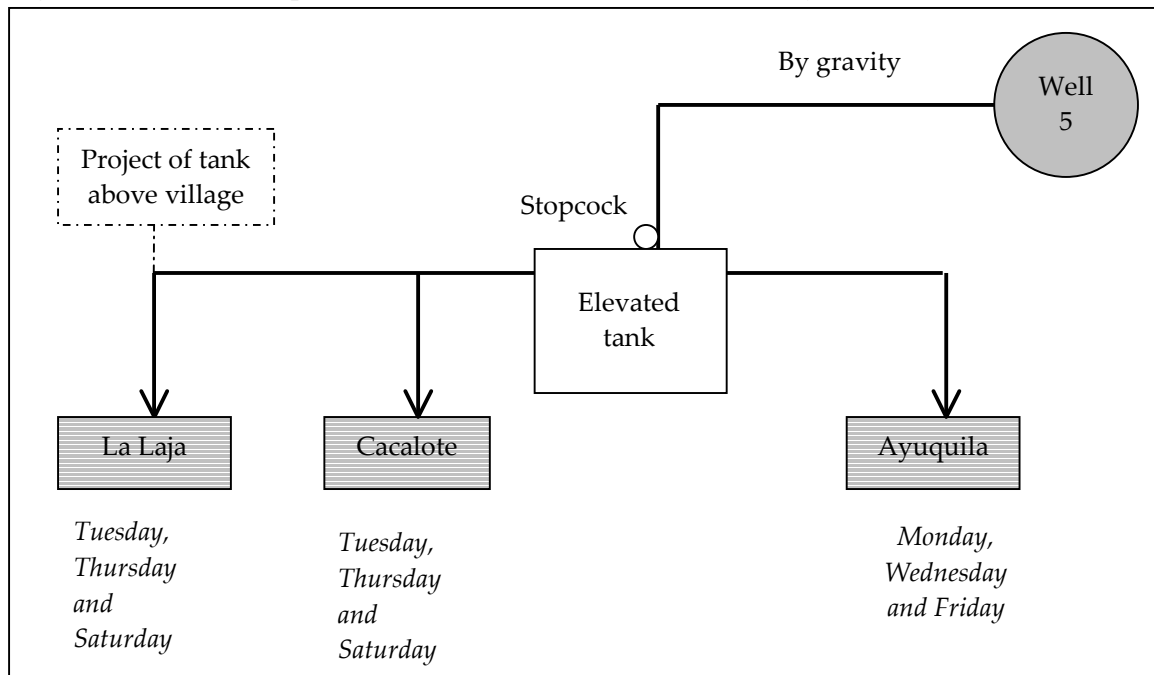 By gravity
Well
5
Project of tank
above village
Stopcock
Elevated
tank
La Laja
Cacalote
Ayuquila
Tuesday,
Thursday
and
Saturday
Tuesday,
Thursday
and
Saturday
Monday,
Wednesday
and Friday